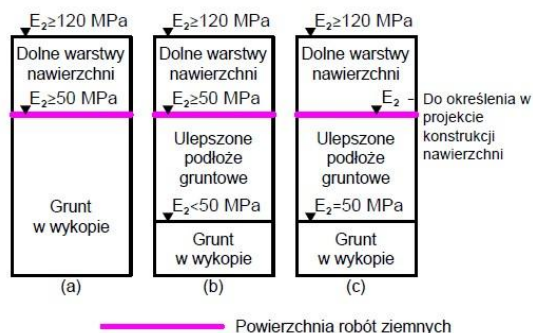 E₂≥120 MPa
Dolne warstwy
nawierzchni
E₂≥50 MPa
Grunt
w wykopie
(a)
E₂≥120 MPa
Dolne warstwy
nawierzchni
E₂≥50 MPa
Ulepszone
podłoże
gruntowe
E₂<50 MPa
Grunt
w wykopie
(b)
E₂≥120 MPa
Dolne warstwy
nawierzchni
E₂ - Do określenia w
projekcie
konstrukcji
nawierzchni
Ulepszone
podłoże
gruntowe
E₂=50 MPa
Grunt
w wykopie
(c)
Powierzchnia robót ziemnych